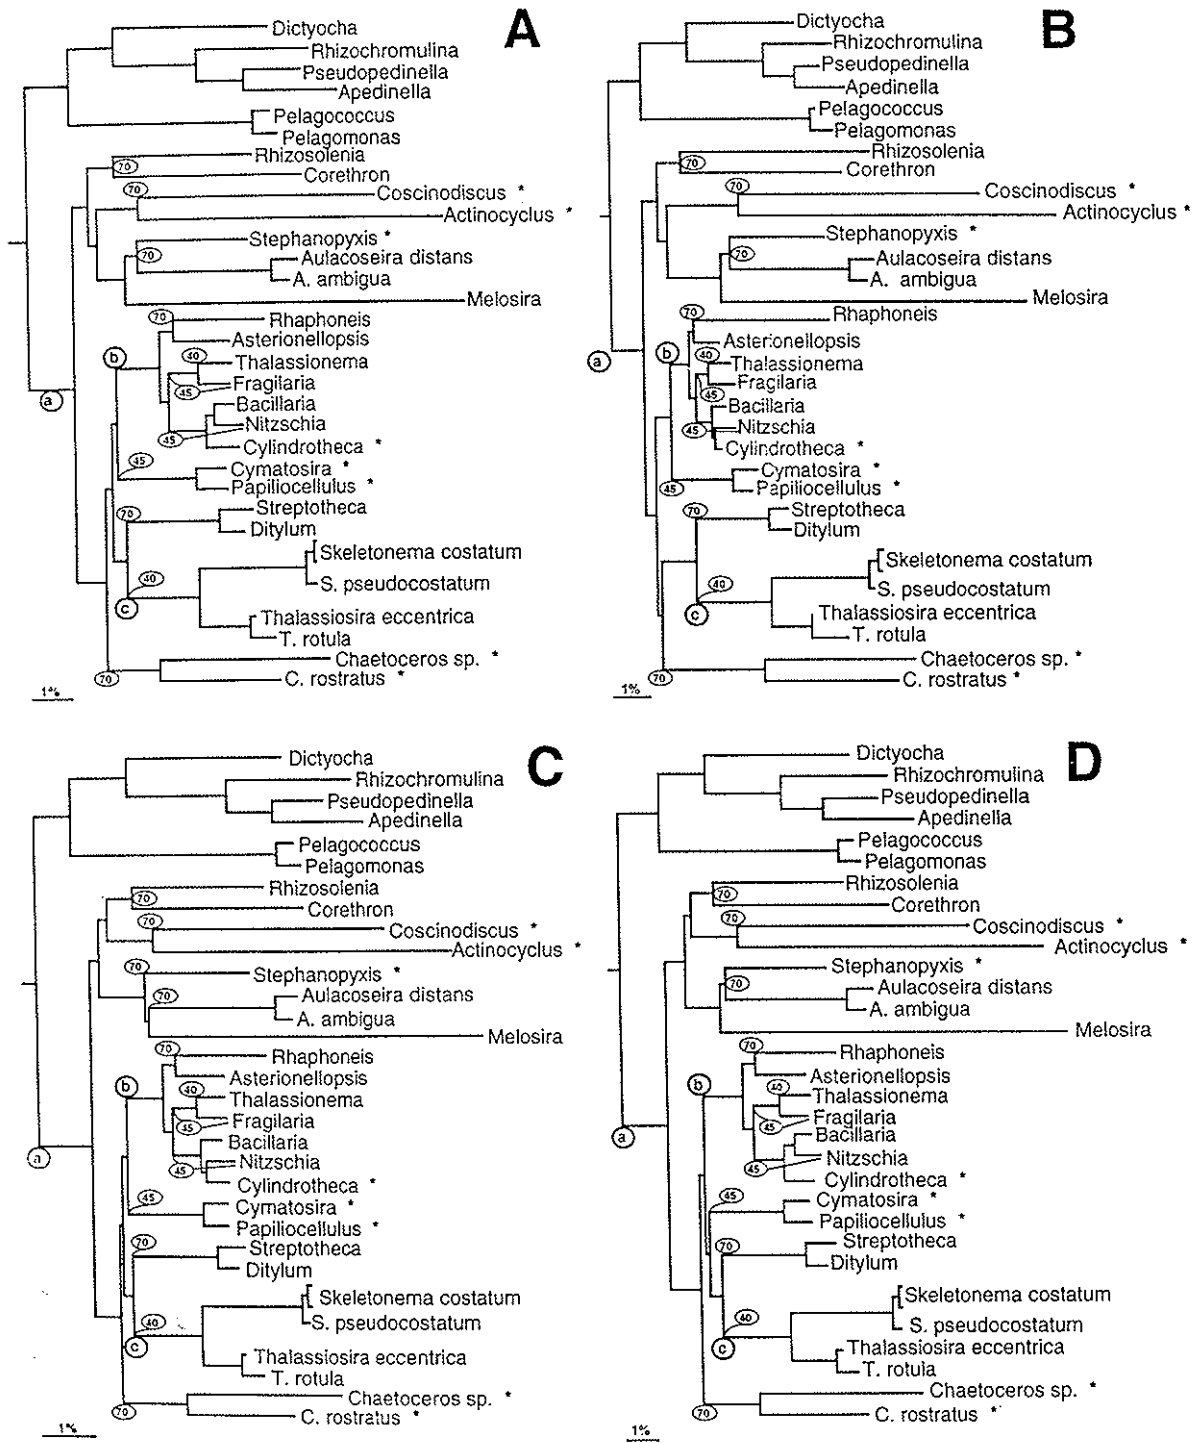 A
Dictyocha
Rhizochromulina
Pseudopedinella
Apedinella
Pelagococcus
Pelagomonas
Rhizosolenia
70
Corethron
70
Coscinodiscus *
Actinocyclus *
Stephanopyxis *
70
Aulacoseira distans
A. ambigua
Melosira
70
Rhaphoneis
Asterionellopsis
b
40
Thalassionema
Fragilaria
45
a
Bacillaria
Nitzschia
45
Cylindrotheca *
45
Cymatosira *
Papiliocellulus *
70
Streptotheca
Ditylum
Skeletonema costatum
40
S. pseudocostatum
c
Thalassiosira eccentrica
T. rotula
Chaetoceros sp. *
70
C. rostratus *
1%
B
Dictyocha
Rhizochromulina
Pseudopedinella
Apedinella
Pelagococcus
Pelagomonas
Rhizosolenia
70
Corethron
70
Coscinodiscus *
Actinocyclus *
Stephanopyxis *
70
Aulacoseira distans
A. ambigua
Melosira
70
Rhaphoneis
Asterionellopsis
b
40
a
Thalassionema
Fragilaria
45
Bacillaria
45
Nitzschia
Cylindrotheca *
Cymatosira *
45
Papiliocellulus *
70
Streptotheca
Ditylum
Skeletonema costatum
40
S. pseudocostatum
c
Thalassiosira eccentrica
T. rotula
Chaetoceros sp. *
70
C. rostratus *
1%
C
Dictyocha
Rhizochromulina
Pseudopedinella
Apedinella
Pelagococcus
Pelagomonas
Rhizosolenia
70
Corethron
70
Coscinodiscus *
Actinocyclus *
70
Stephanopyxis *
70
Aulacoseira distans
A. ambigua
Melosira
70
Rhaphoneis
Asterionellopsis
b
40
Thalassionema
Fragilaria
45
Bacillaria
a
Nitzschia
45
Cylindrotheca *
45
Cymatosira *
Papiliocellulus *
70
Streptotheca
Ditylum
Skeletonema costatum
40
S. pseudocostatum
c
Thalassiosira eccentrica
T. rotula
Chaetoceros sp. *
70
C. rostratus *
1%
D
Dictyocha
Rhizochromulina
Pseudopedinella
Apedinella
Pelagococcus
Pelagomonas
Rhizosolenia
70
Corethron
70
Coscinodiscus *
Actinocyclus *
Stephanopyxis *
70
Aulacoseira distans
A. ambigua
Melosira
70
Rhaphoneis
Asterionellopsis
b
40
Thalassionema
Fragilaria
45
a
Bacillaria
Nitzschia
45
Cylindrotheca *
45
Cymatosira *
Papiliocellulus *
70
Streptotheca
Ditylum
Skeletonema costatum
40
S. pseudocostatum
c
Thalassiosira eccentrica
T. rotula
Chaetoceros sp. *
70
C. rostratus *
1%